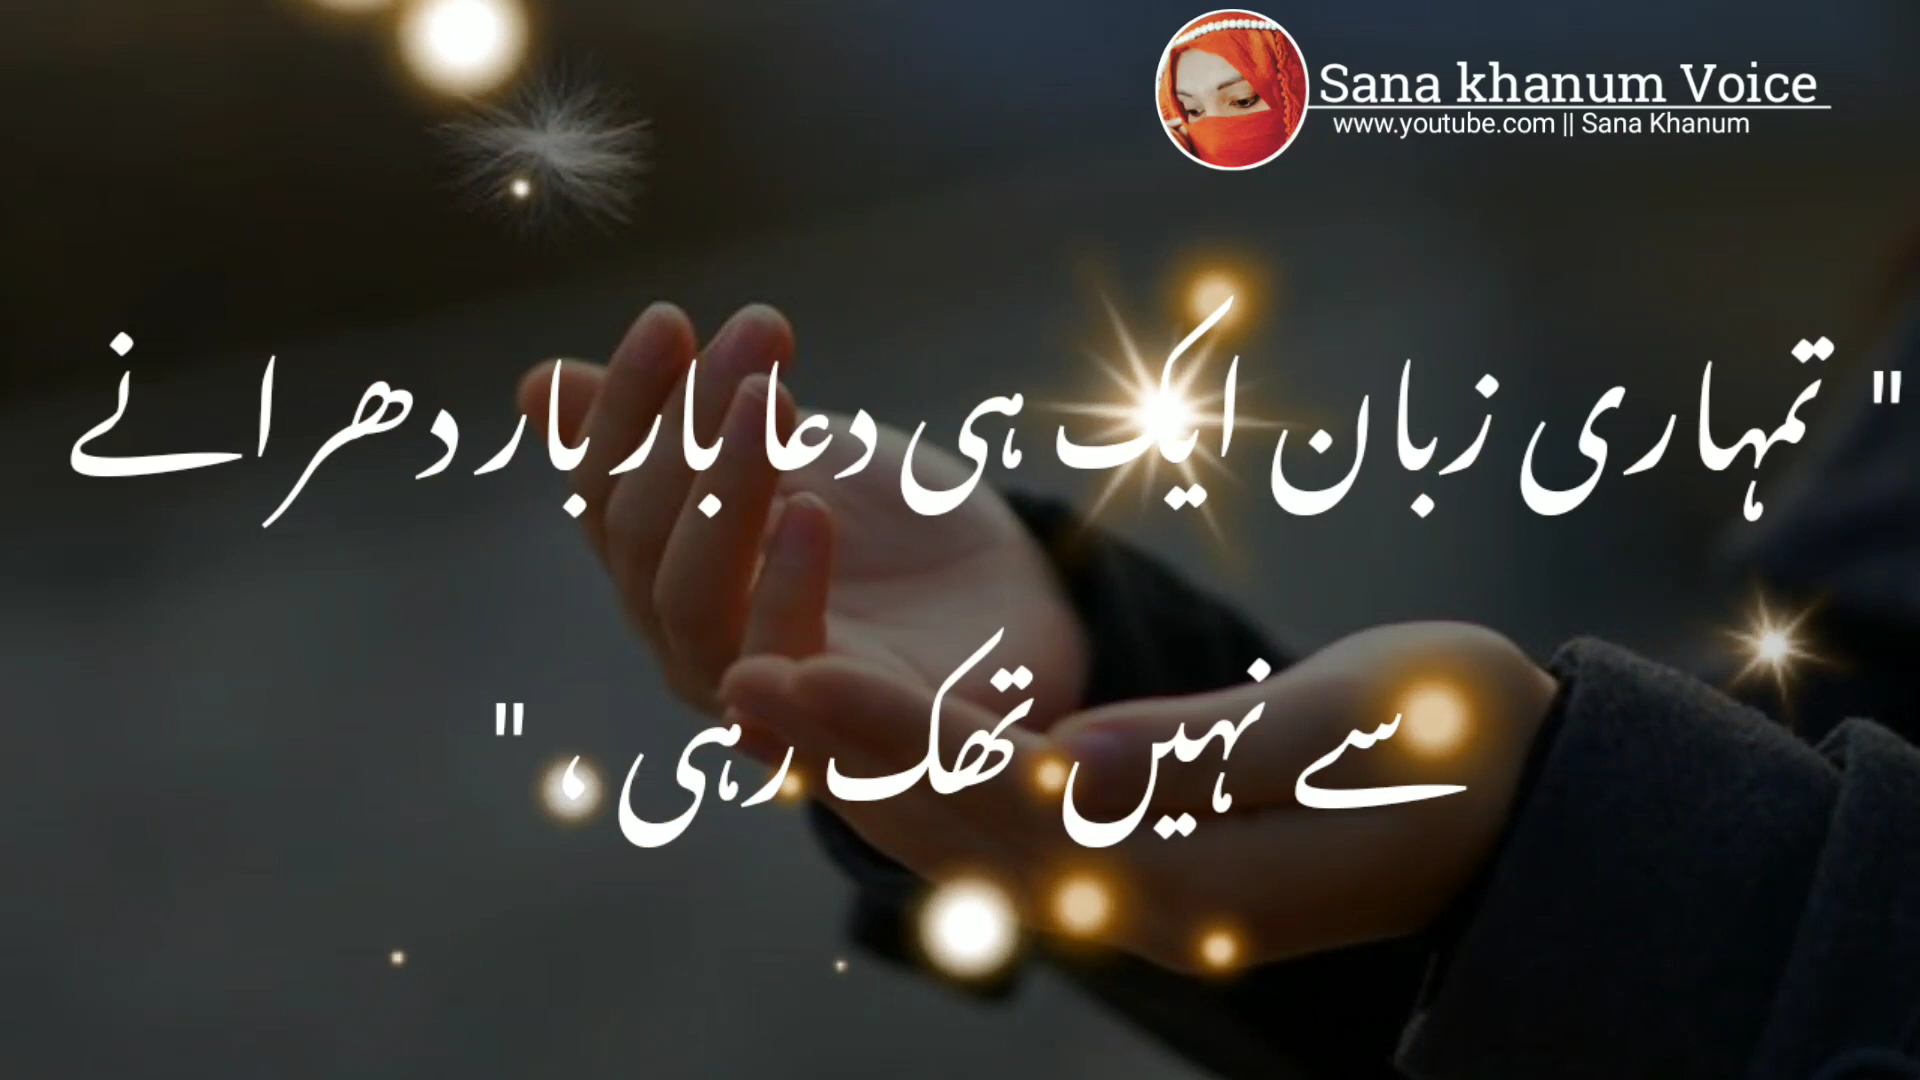 Sana khanum Voice
www.youtube.com || Sana Khanum
" تمہاری زبان ایک ہی دعا بار بار دھرانے
سے نہیں تھک رہی ، "